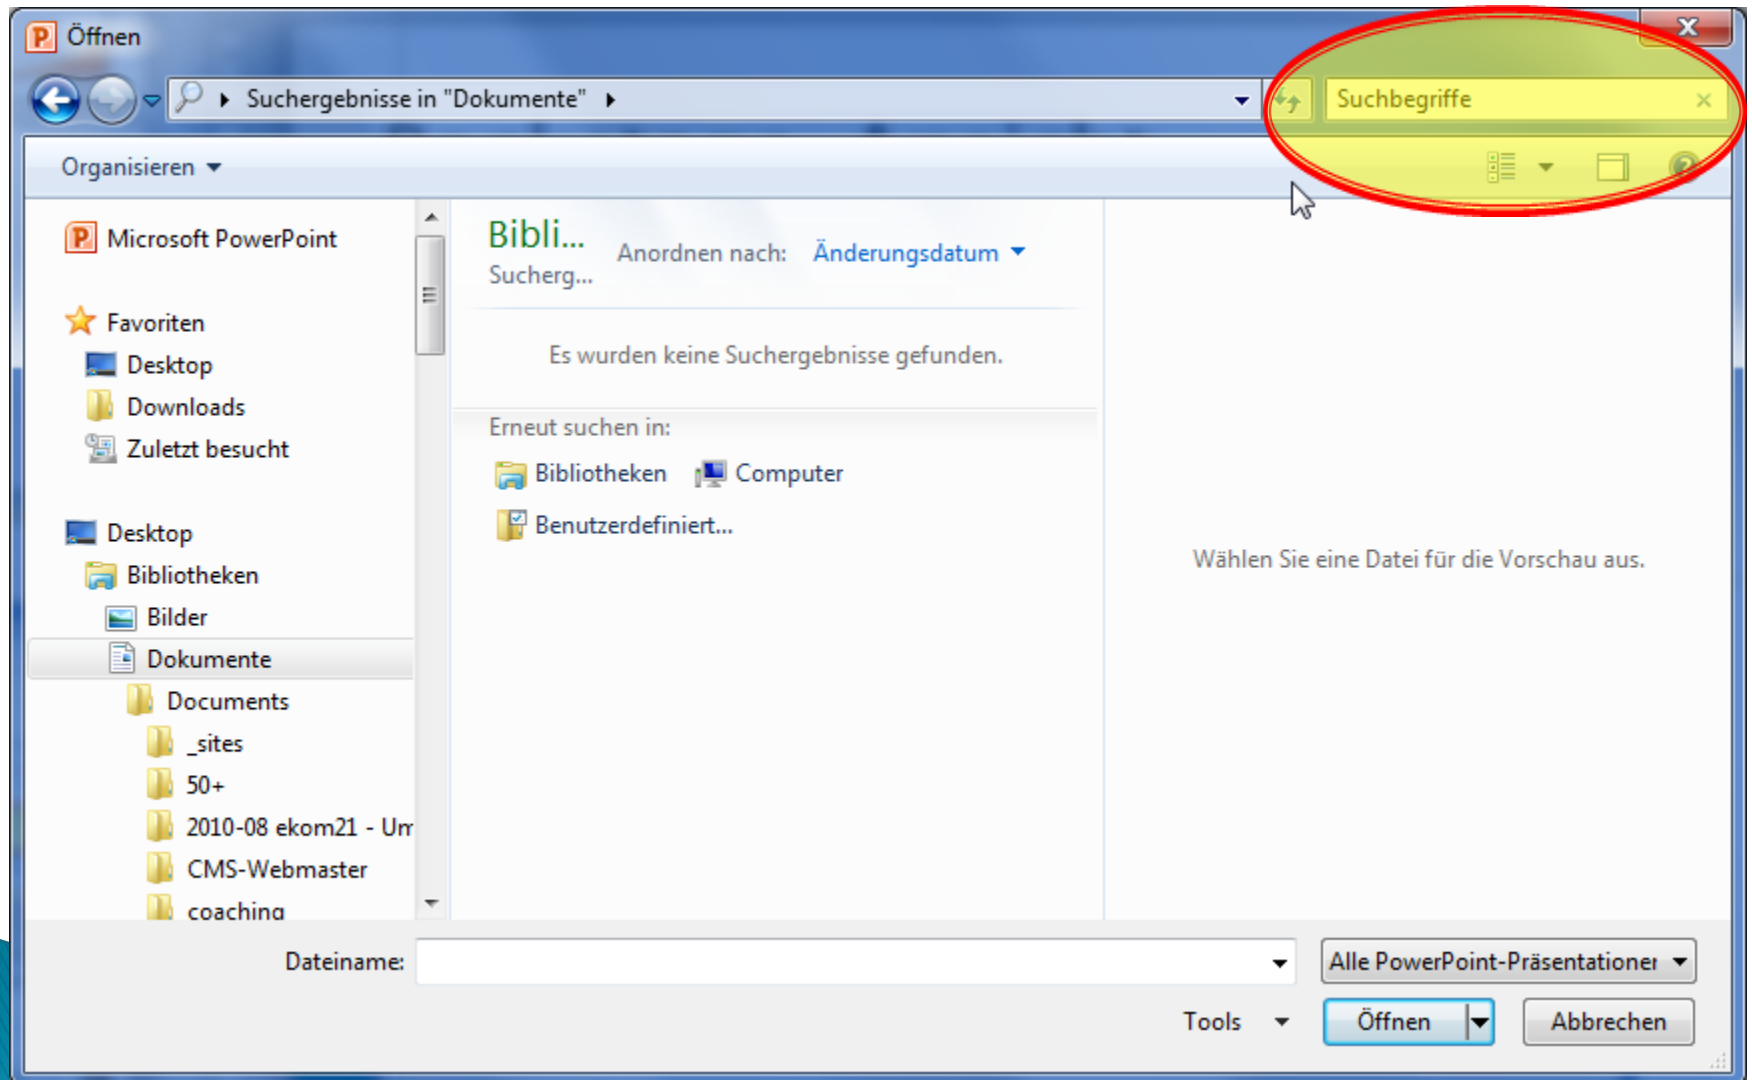 Öffnen
Suchergebnisse in "Dokumente"
Suchbegriffe
Organisieren
Microsoft PowerPoint
Favoriten
Desktop
Downloads
Zuletzt besucht
Desktop
Bibliotheken
Bilder
Dokumente
Documents
_sites
50+
2010-08 ekom21 - Um
CMS-Webmaster
coaching
Bibli...
Sucherg...
Anordnen nach: Änderungsdatum
Es wurden keine Suchergebnisse gefunden.
Erneut suchen in:
Bibliotheken Computer
Benutzerdefiniert...
Wählen Sie eine Datei für die Vorschau aus.
Dateiname:
Alle PowerPoint-Präsentationen
Tools Öffnen Abbrechen